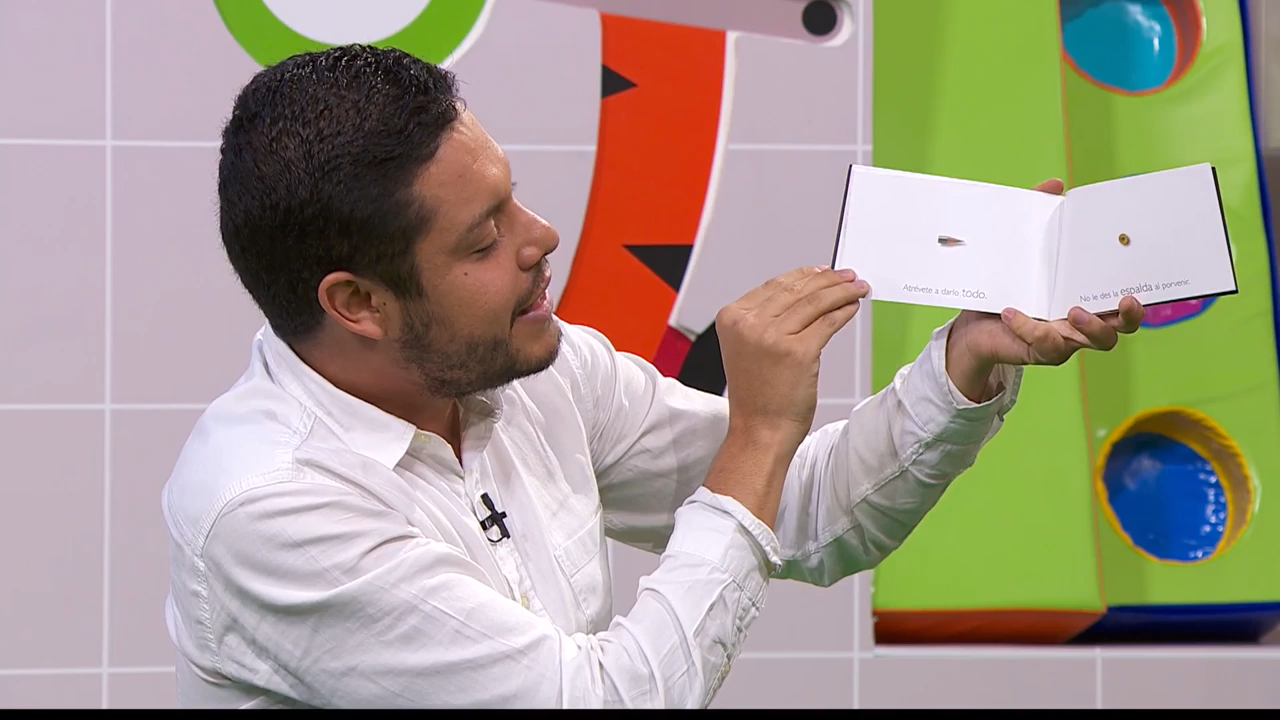 Atrévete a darlo todo.
No le des la espalda al porvenir.